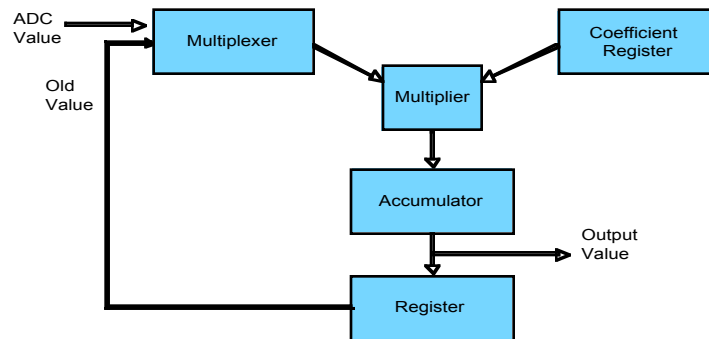 ADC
Value
Multiplexer
Coefficient
Register
Old
Value
Multiplier
Accumulator
Output
Value
Register